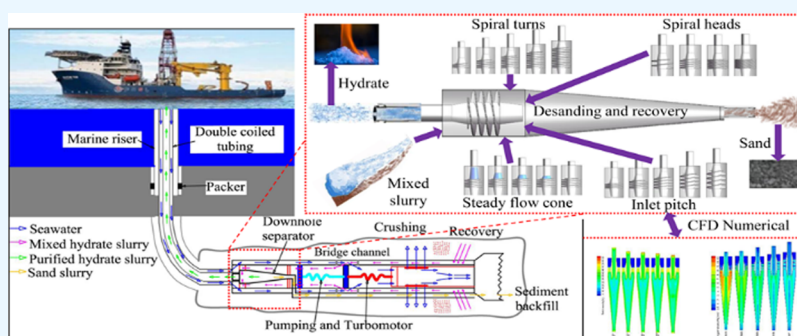 Spiral turns
Spiral heads
Hydrate
Desanding and recovery
Marine riser
Double coiled
tubing
Mixed
slurry
Sand
Packer
Steady flow cone
Inlet pitch
Seawater
Mixed hydrate slurry
Purified hydrate slurry
Sand slurry
Downhole
separator
Crushing
Recovery
Bridge channel
CFD Numerical
Sediment
backfill
Pumping and Turbomotor